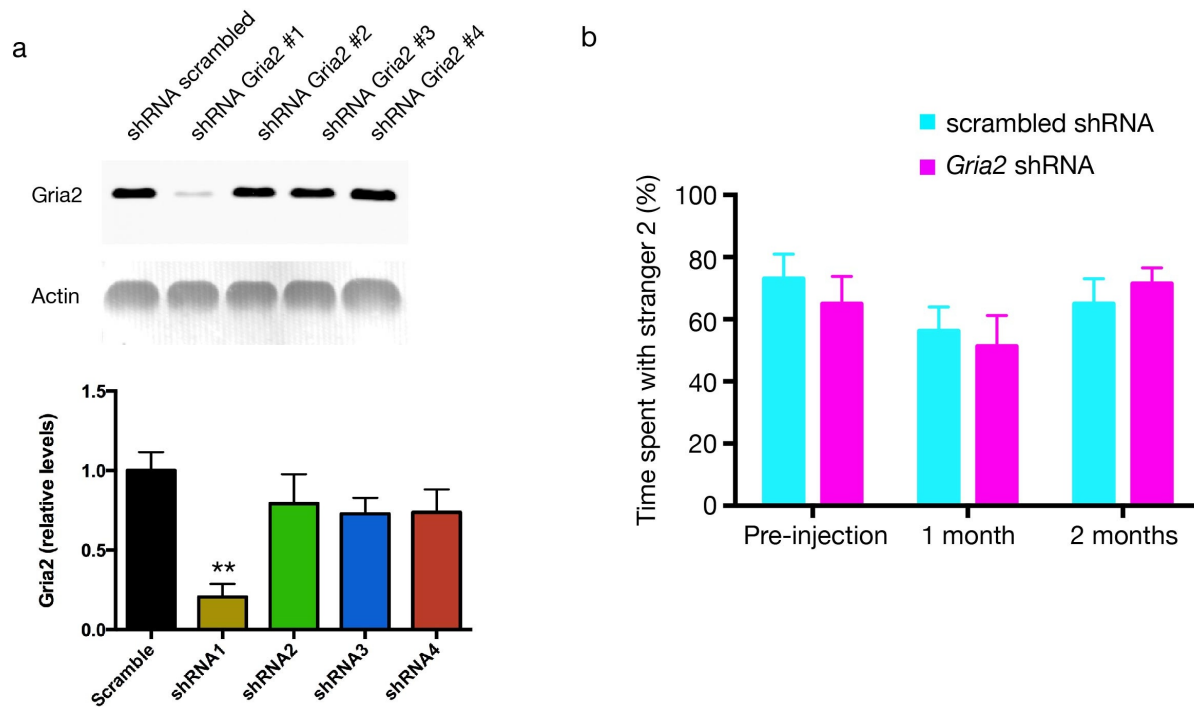 a
shRNA scrambled
shRNA Gria2 #1
shRNA Gria2 #2
shRNA Gria2 #3
shRNA Gria2 #4
Gria2
Actin
Gria2 (relative levels)
1.5
1.0
0.5
0.0
**
Scramble
shRNA1
shRNA2
shRNA3
shRNA4
b
scrambled shRNA
Gria2 shRNA
Time spent with stranger 2 (%)
100
80
60
40
20
0
Pre-injection
1 month
2 months